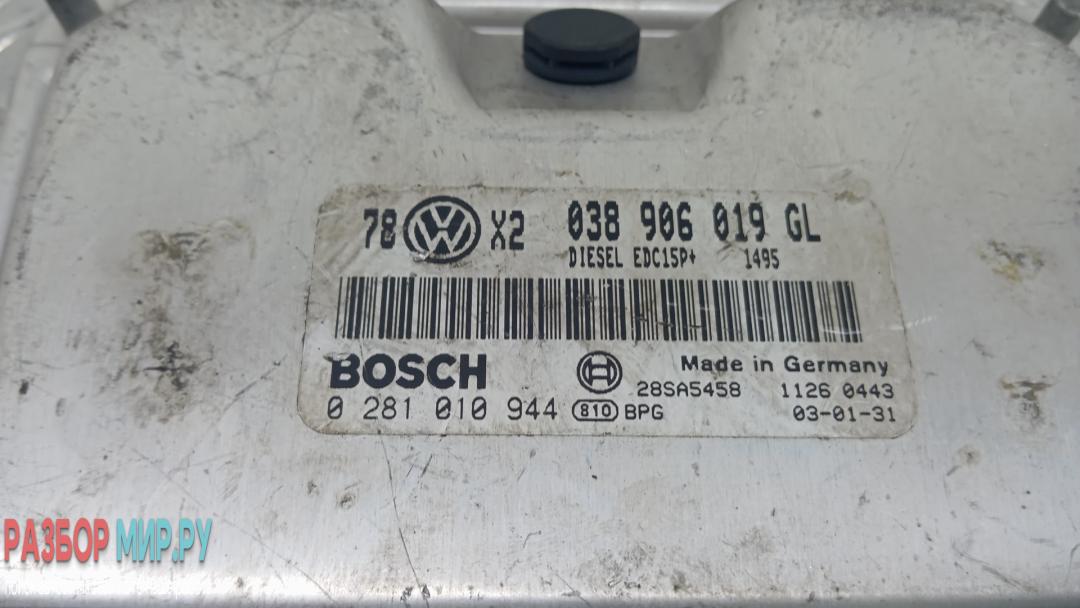 78 VW X2 038 906 019 GL
DIESEL EDC15P+ 1495
BOSCH
Made in Germany
28SA5458 1126 0443
0 281 010 944 810 BPG 03-01-31
РАЗБОР МИР.РУ